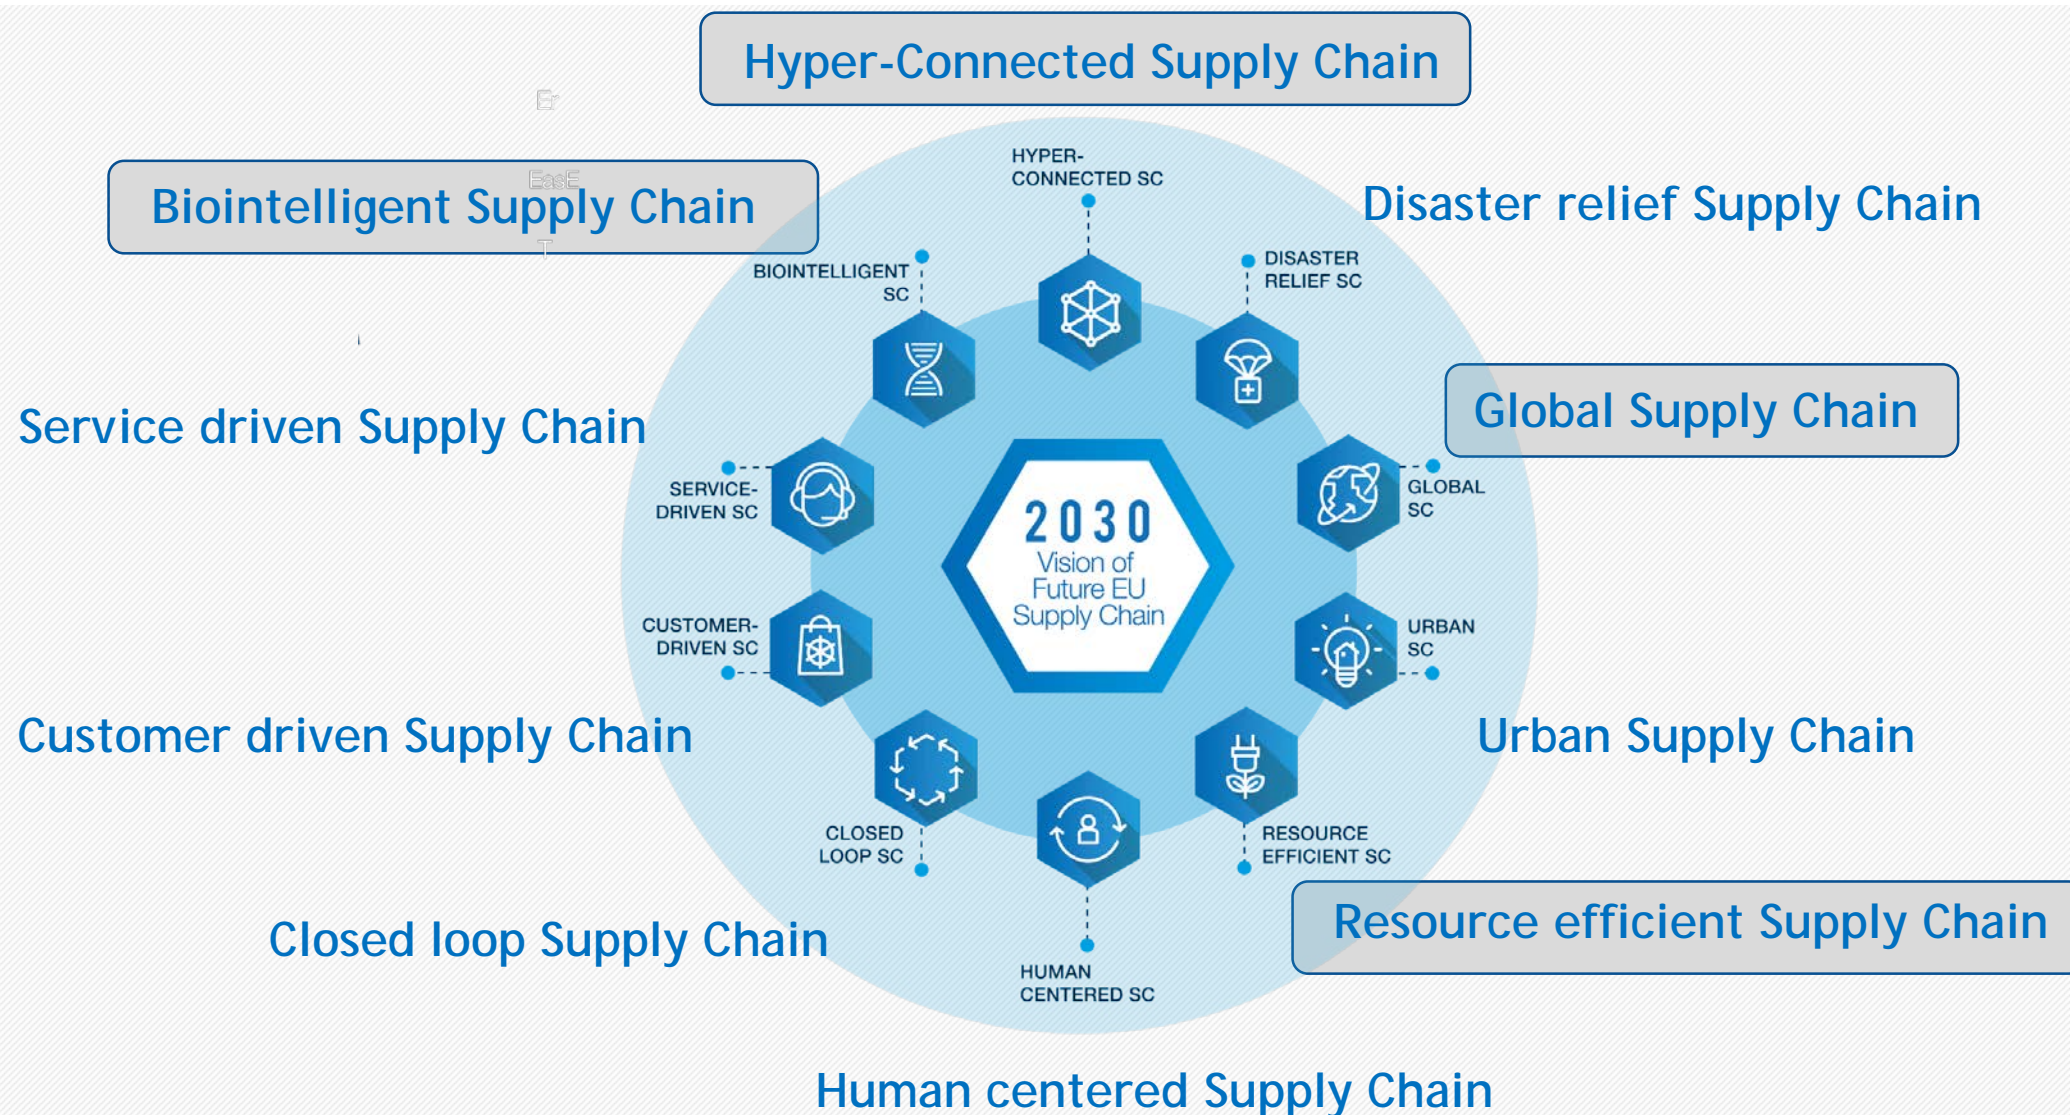 Hyper-Connected Supply Chain
Er
HYPER-
CONNECTED SC
EasE
Biointelligent Supply Chain
Disaster relief Supply Chain
T
BIOINTELLIGENT
SC
DISASTER
RELIEF SC
Service driven Supply Chain
Global Supply Chain
SERVICE-
DRIVEN SC
GLOBAL
SC
2030
Vision of
Future EU
Supply Chain
CUSTOMER-
DRIVEN SC
URBAN
SC
Customer driven Supply Chain
Urban Supply Chain
CLOSED
LOOP SC
RESOURCE
EFFICIENT SC
Closed loop Supply Chain
Resource efficient Supply Chain
HUMAN
CENTERED SC
Human centered Supply Chain